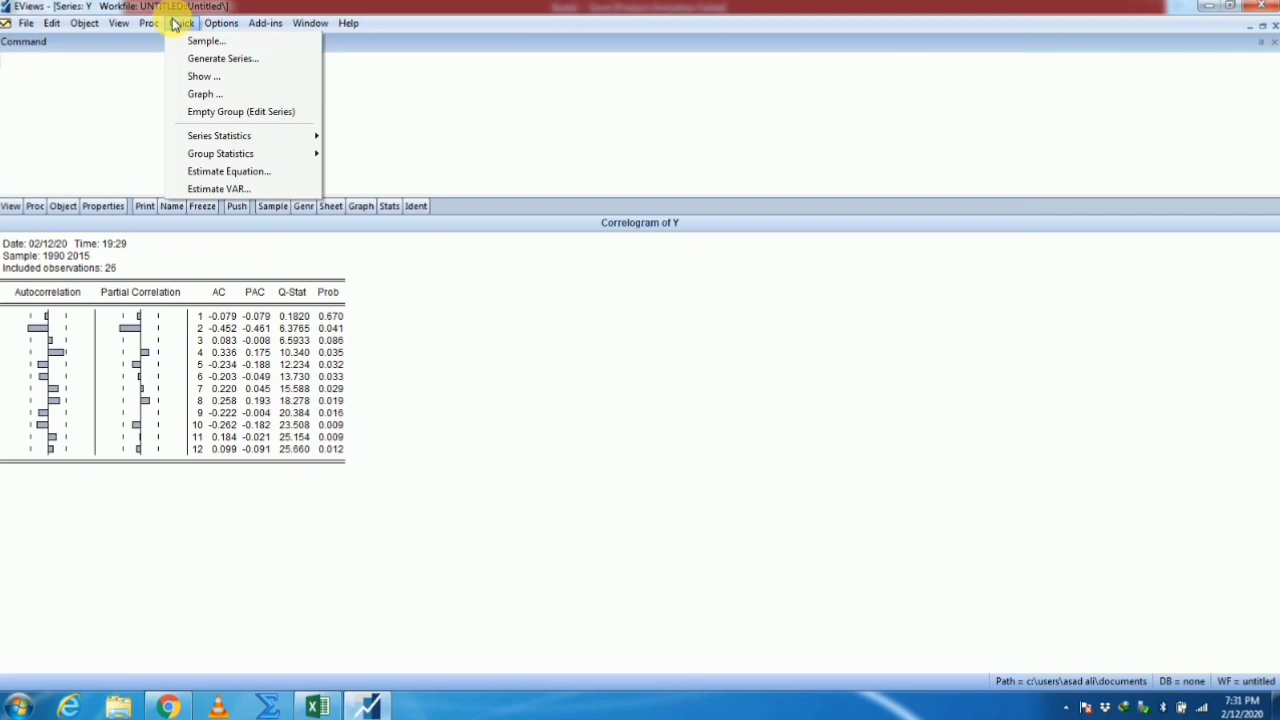 EViews - [Series: Y Workfile: UNTITLED::Untitled\]
File Edit Object View Proc Quick Options Add-ins Window Help
Command
Sample...
Generate Series...
Show ...
Graph ...
Empty Group (Edit Series)
Series Statistics
Group Statistics
Estimate Equation...
Estimate VAR...
View Proc Object Properties Print Name Freeze Push Sample Genr Sheet Graph Stats Ident
Correlogram of Y
Date: 02/12/20 Time: 19:29
Sample: 1990 2015
Included observations: 26
Autocorrelation Partial Correlation AC PAC Q-Stat Prob
1 -0.079 -0.079 0.1820 0.670
2 -0.452 -0.461 6.3765 0.041
3 0.083 -0.008 6.5933 0.086
4 0.336 0.175 10.340 0.035
5 -0.234 -0.188 12.234 0.032
6 -0.203 -0.049 13.730 0.033
7 0.220 0.045 15.588 0.029
8 0.258 0.193 18.278 0.019
9 -0.222 -0.004 20.384 0.016
10 -0.262 -0.182 23.508 0.009
11 0.184 -0.021 25.154 0.009
12 0.099 -0.091 25.660 0.012
Path = c:\users\asad ali\documents DB = none WF = untitled
7:31 PM
2/12/2020